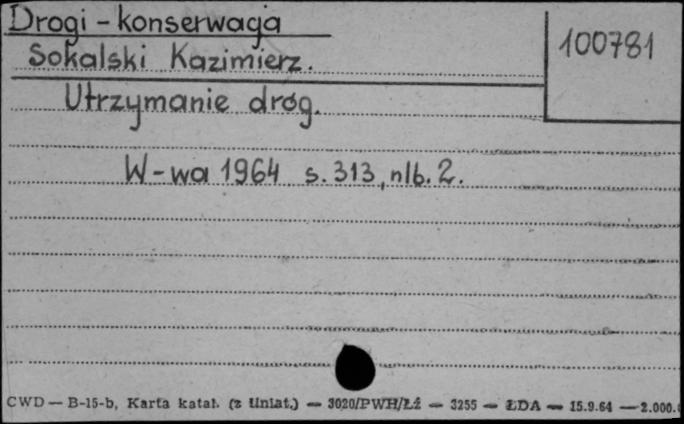 Drogi - konserwacja
100781
Sokalski Kazimierz.
Utrzymanie dróg.
W-wa 1964 s. 313, nlb. 2.
CWD — B-15-b, Karta katal. (z liniat.) — 3020/PWH/Łź — 3255 — ŁDA — 15.9.64 — 2.000.